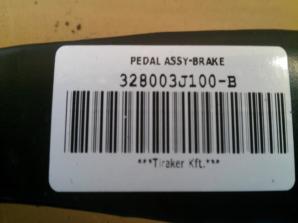 PEDAL ASSY-BRAKE
328003J100-B
***Tiraker Kft.***